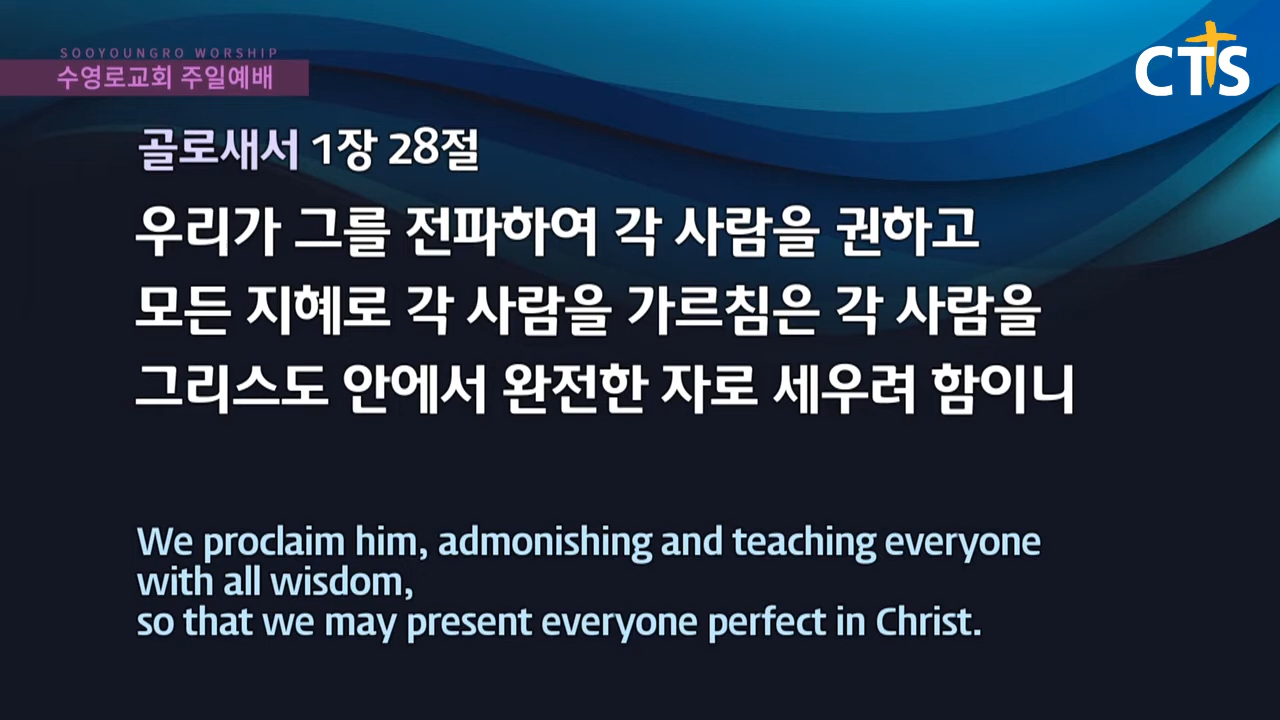 SOOYOUNGRO WORSHIP
수영로교회 주일예배
CTS
골로새서 1장 28절
우리가 그를 전파하여 각 사람을 권하고
모든 지혜로 각 사람을 가르침은 각 사람을
그리스도 안에서 완전한 자로 세우려 함이니
We proclaim him, admonishing and teaching everyone
with all wisdom,
so that we may present everyone perfect in Christ.